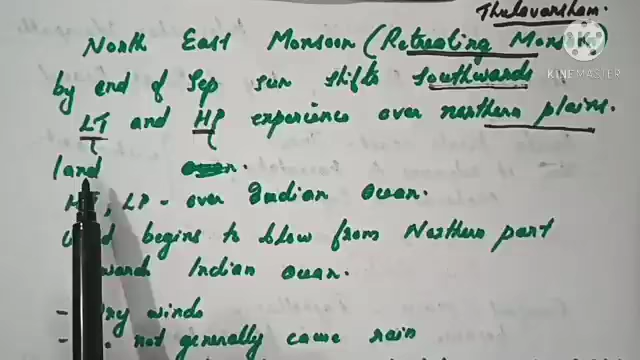 Thulavarsham.
North East Monsoon (Retreating Mons
KINEMASTER
by end of Sep sun shifts southwards
LT and HP experience over northern plains.
land
HT, LP - over Indian Ocean.
begins to blow from Northern part
Indian Ocean.
winds
not generally cause rain